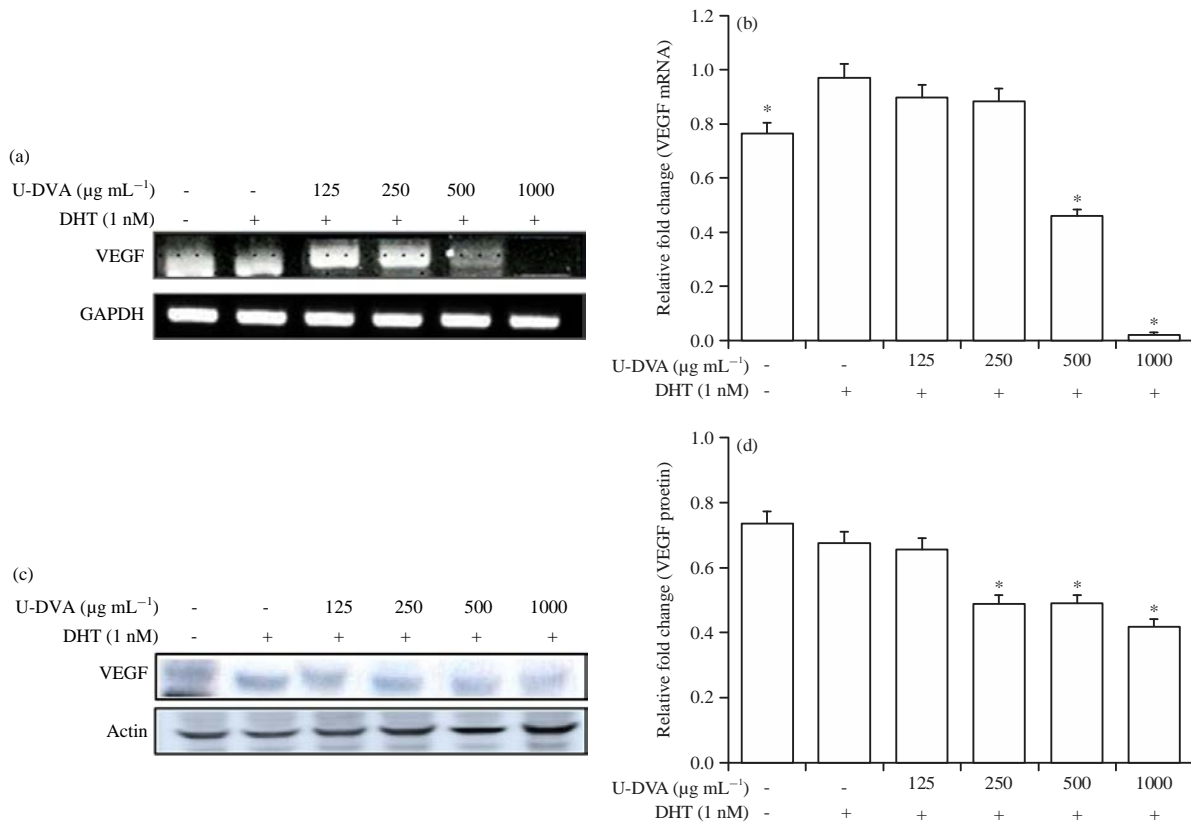 (a)
U-DVA (µg mL⁻¹) - - 125 250 500 1000
DHT (1 nM) - + + + + +
VEGF
GAPDH
(b)
Relative fold change (VEGF mRNA)
1.2
1.0
0.8
0.6
0.4
0.2
0.0
*
*
*
U-DVA (µg mL⁻¹) - - 125 250 500 1000
DHT (1 nM) - + + + + +
(c)
U-DVA (µg mL⁻¹) - - 125 250 500 1000
DHT (1 nM) - + + + + +
VEGF
Actin
(d)
Relative fold change (VEGF proetin)
1.0
0.8
0.6
0.4
0.2
0.0
*
*
*
U-DVA (µg mL⁻¹) - - 125 250 500 1000
DHT (1 nM) - + + + + +